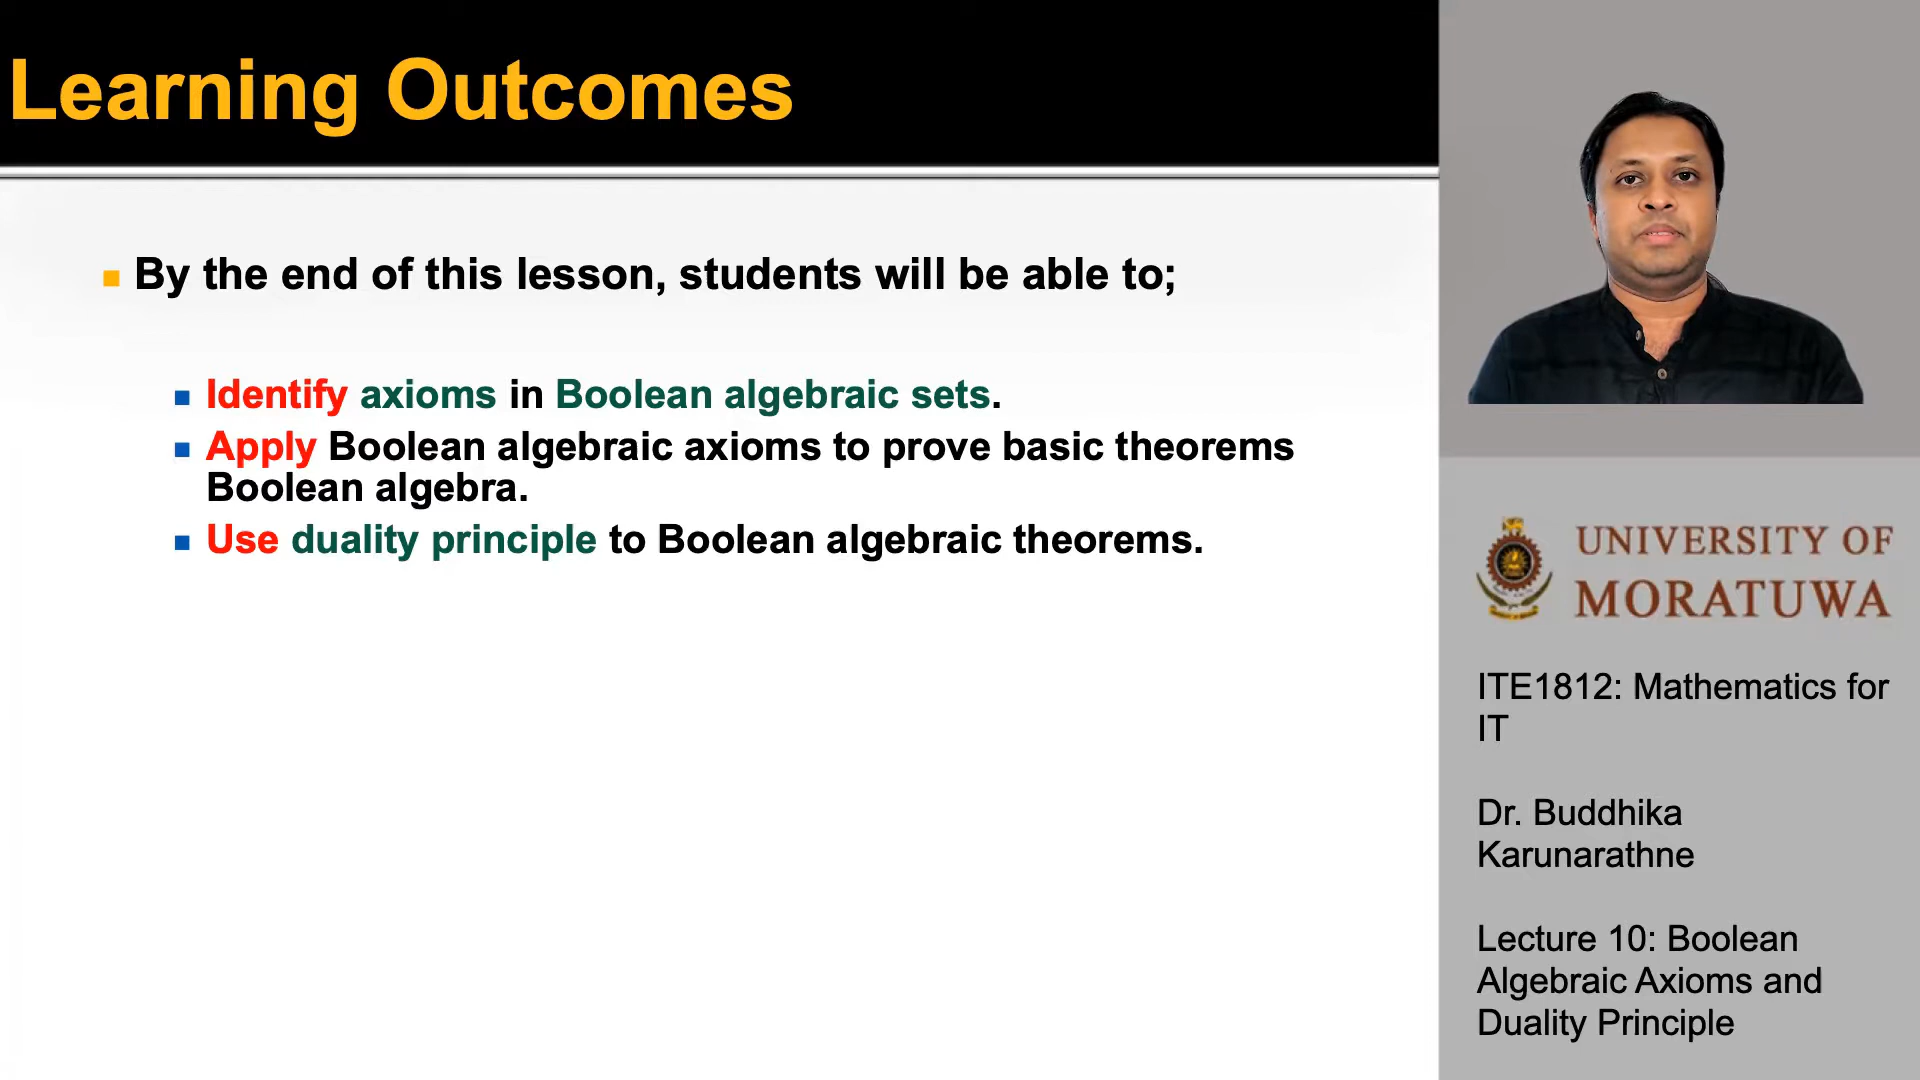 Learning Outcomes
By the end of this lesson, students will be able to;
Identify axioms in Boolean algebraic sets.
Apply Boolean algebraic axioms to prove basic theorems
Boolean algebra.
Use duality principle to Boolean algebraic theorems.
UNIVERSITY OF
MORATUWA
ITE1812: Mathematics for
IT
Dr. Buddhika
Karunarathne
Lecture 10: Boolean
Algebraic Axioms and
Duality Principle